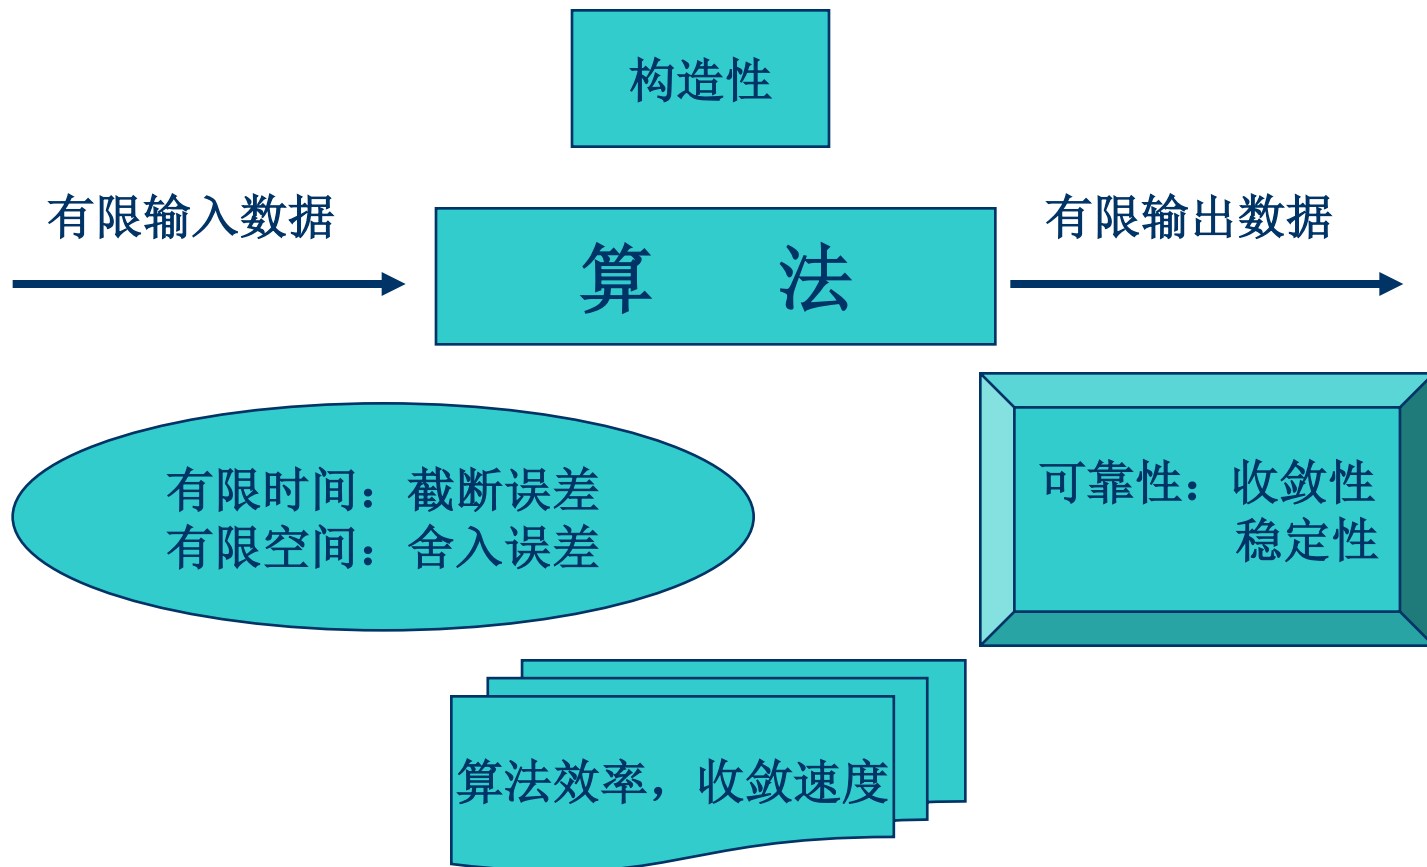 构造性
有限输入数据
算 法
有限输出数据
有限时间：截断误差
有限空间：舍入误差
可靠性：收敛性
稳定性
算法效率，收敛速度